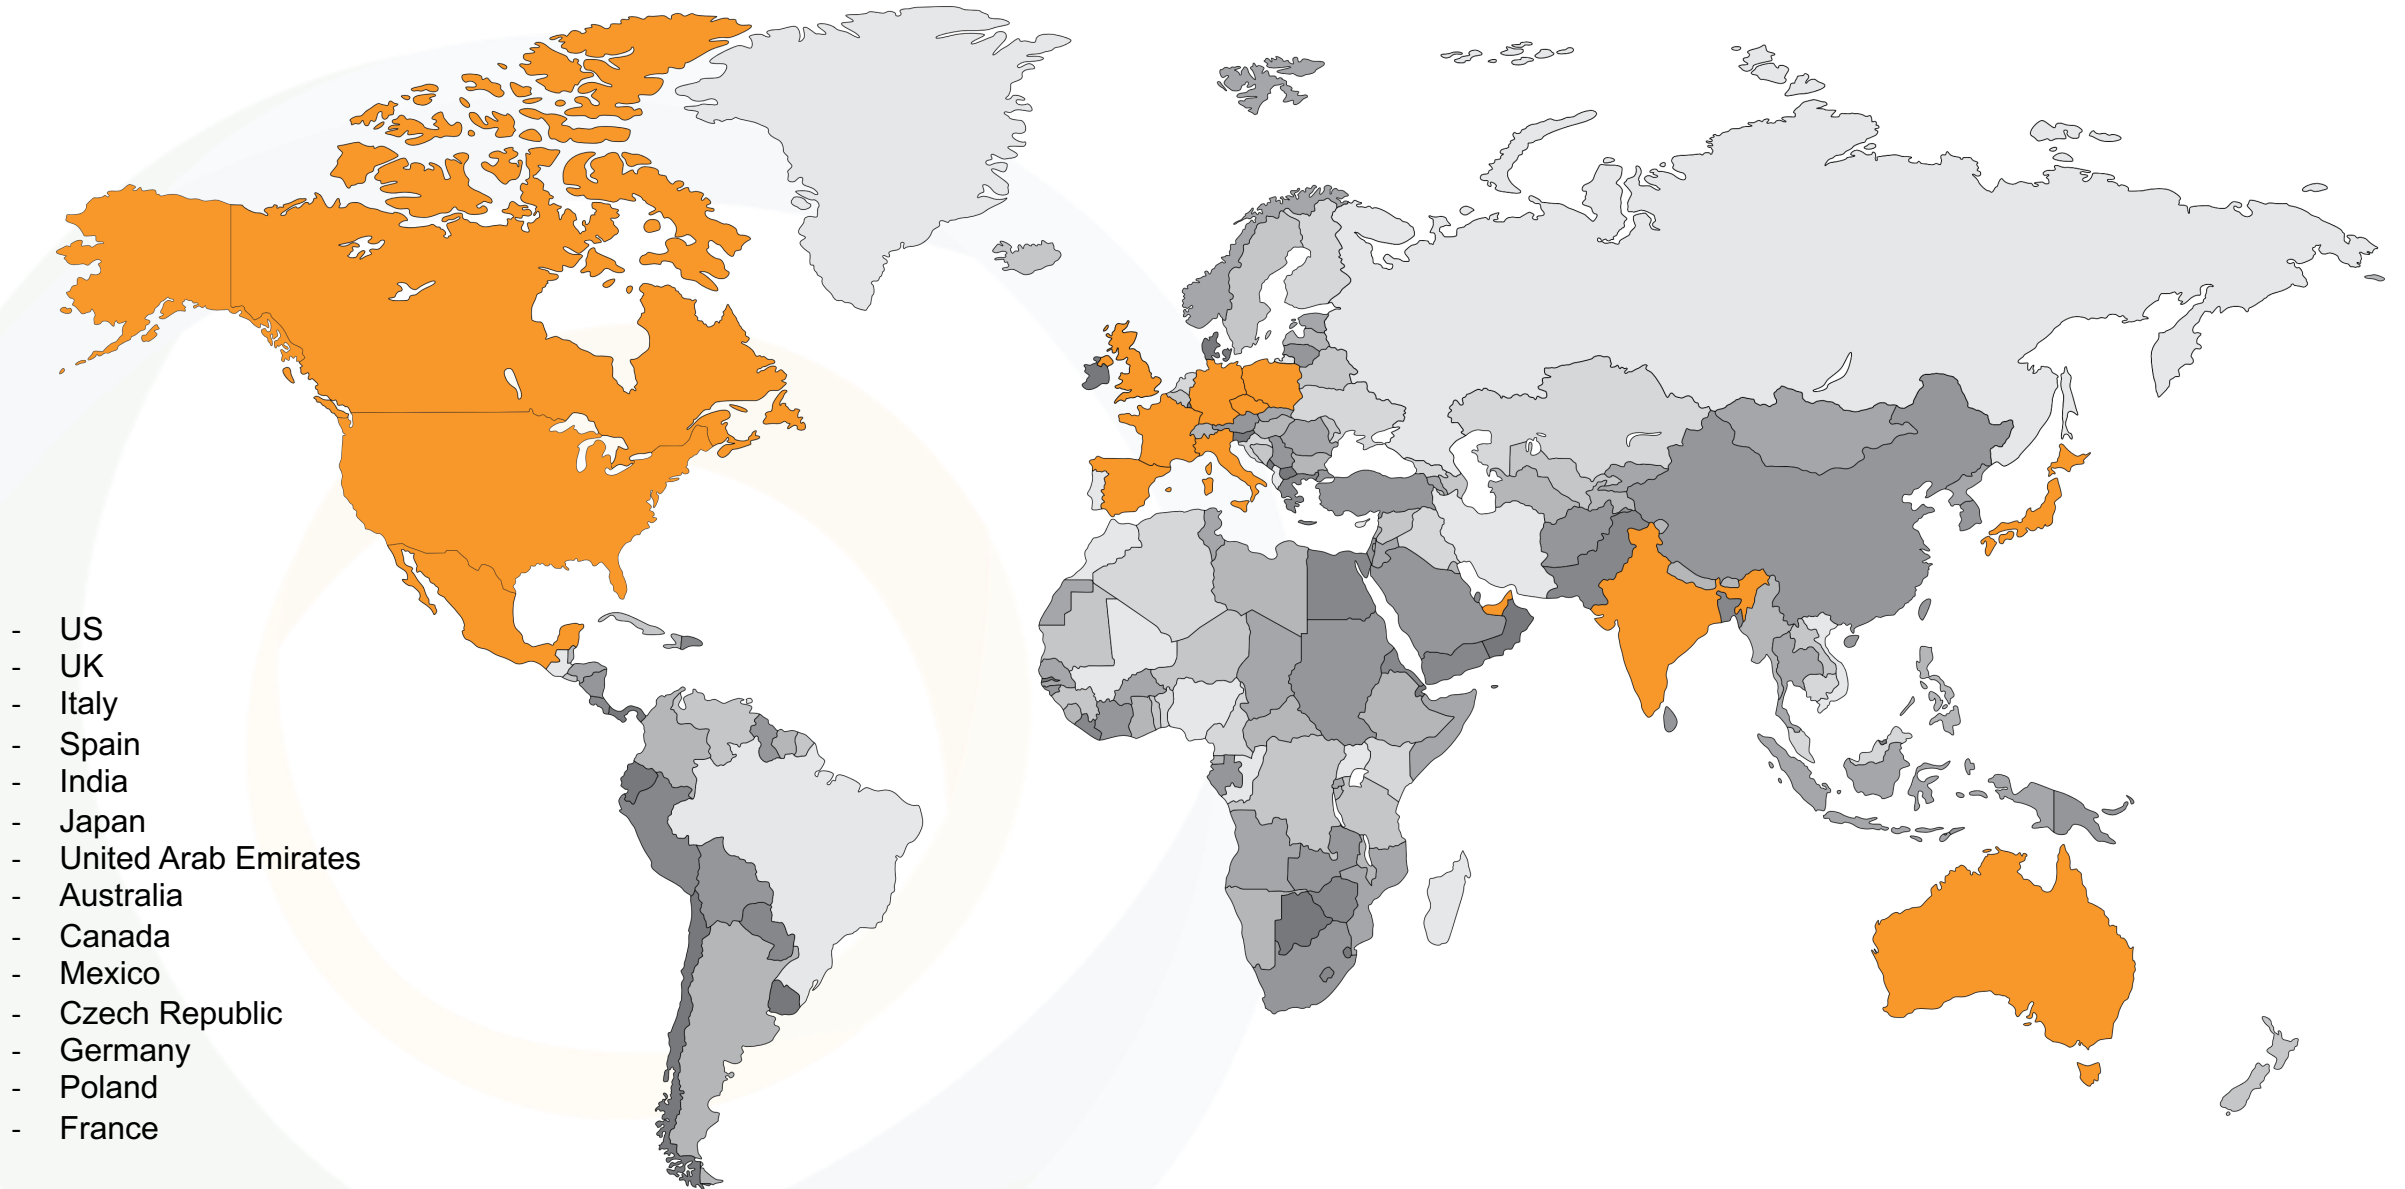 - US
- UK
- Italy
- Spain
- India
- Japan
- United Arab Emirates
- Australia
- Canada
- Mexico
- Czech Republic
- Germany
- Poland
- France